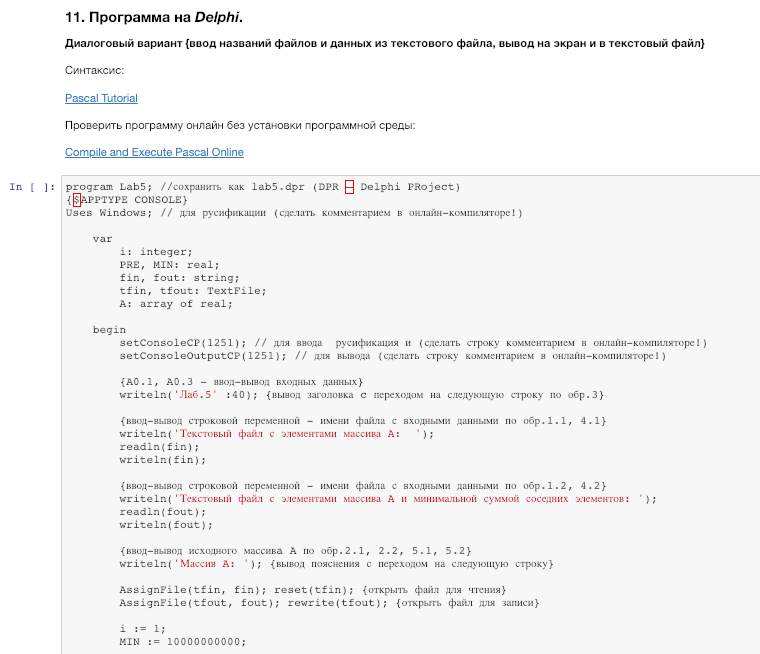 11. Программа на Delphi.
Диалоговый вариант {ввод названий файлов и данных из текстового файла, вывод на экран и в текстовый файл}
Синтаксис:
Pascal Tutorial
Проверить программу онлайн без установки программной среды:
Compile and Execute Pascal Online
In [ ]: program Lab5; //сохранить как lab5.dpr (DPR – Delphi PRoject)
{$APPTYPE CONSOLE}
Uses Windows; // для русификации (сделать комментарием в онлайн-компиляторе!)
var
i: integer;
PRE, MIN: real;
fin, fout: string;
tfin, tfout: TextFile;
A: array of real;
begin
setConsoleCP(1251); // для ввода  русификация и (сделать строку комментарием в онлайн-компиляторе!)
setConsoleOutputCP(1251); // для вывода (сделать строку комментарием в онлайн-компиляторе!)
{A0.1, A0.3 - ввод-вывод входных данных}
writeln('Лаб.5' :40); {вывод заголовка с переходом на следующую строку по обр.3}
{ввод-вывод строковой переменной - имени файла с входными данными по обр.1.1, 4.1}
writeln('Текстовый файл с элементами массива А:  ');
readln(fin);
writeln(fin);
{ввод-вывод строковой переменной - имени файла с входными данными по обр.1.2, 4.2}
writeln('Текстовый файл с элементами массива А и минимальной суммой соседних элементов: ');
readln(fout);
writeln(fout);
{ввод-вывод исходного массива А по обр.2.1, 2.2, 5.1, 5.2}
writeln('Массив А: '); {вывод пояснения с переходом на следующую строку}
AssignFile(tfin, fin); reset(tfin); {открыть файл для чтения}
AssignFile(tfout, fout); rewrite(tfout); {открыть файл для записи}
i := 1;
MIN := 10000000000;